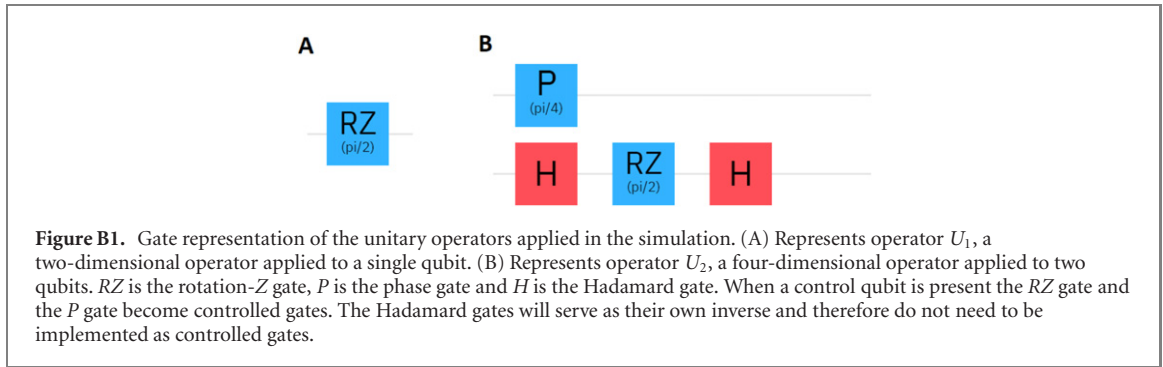 A
B
RZ
(pi/2)
P
(pi/4)
H
RZ
(pi/2)
H
Figure B1. Gate representation of the unitary operators applied in the simulation. (A) Represents operator U₁, a
two-dimensional operator applied to a single qubit. (B) Represents operator U₂, a four-dimensional operator applied to two
qubits. RZ is the rotation-Z gate, P is the phase gate and H is the Hadamard gate. When a control qubit is present the RZ gate and
the P gate become controlled gates. The Hadamard gates will serve as their own inverse and therefore do not need to be
implemented as controlled gates.